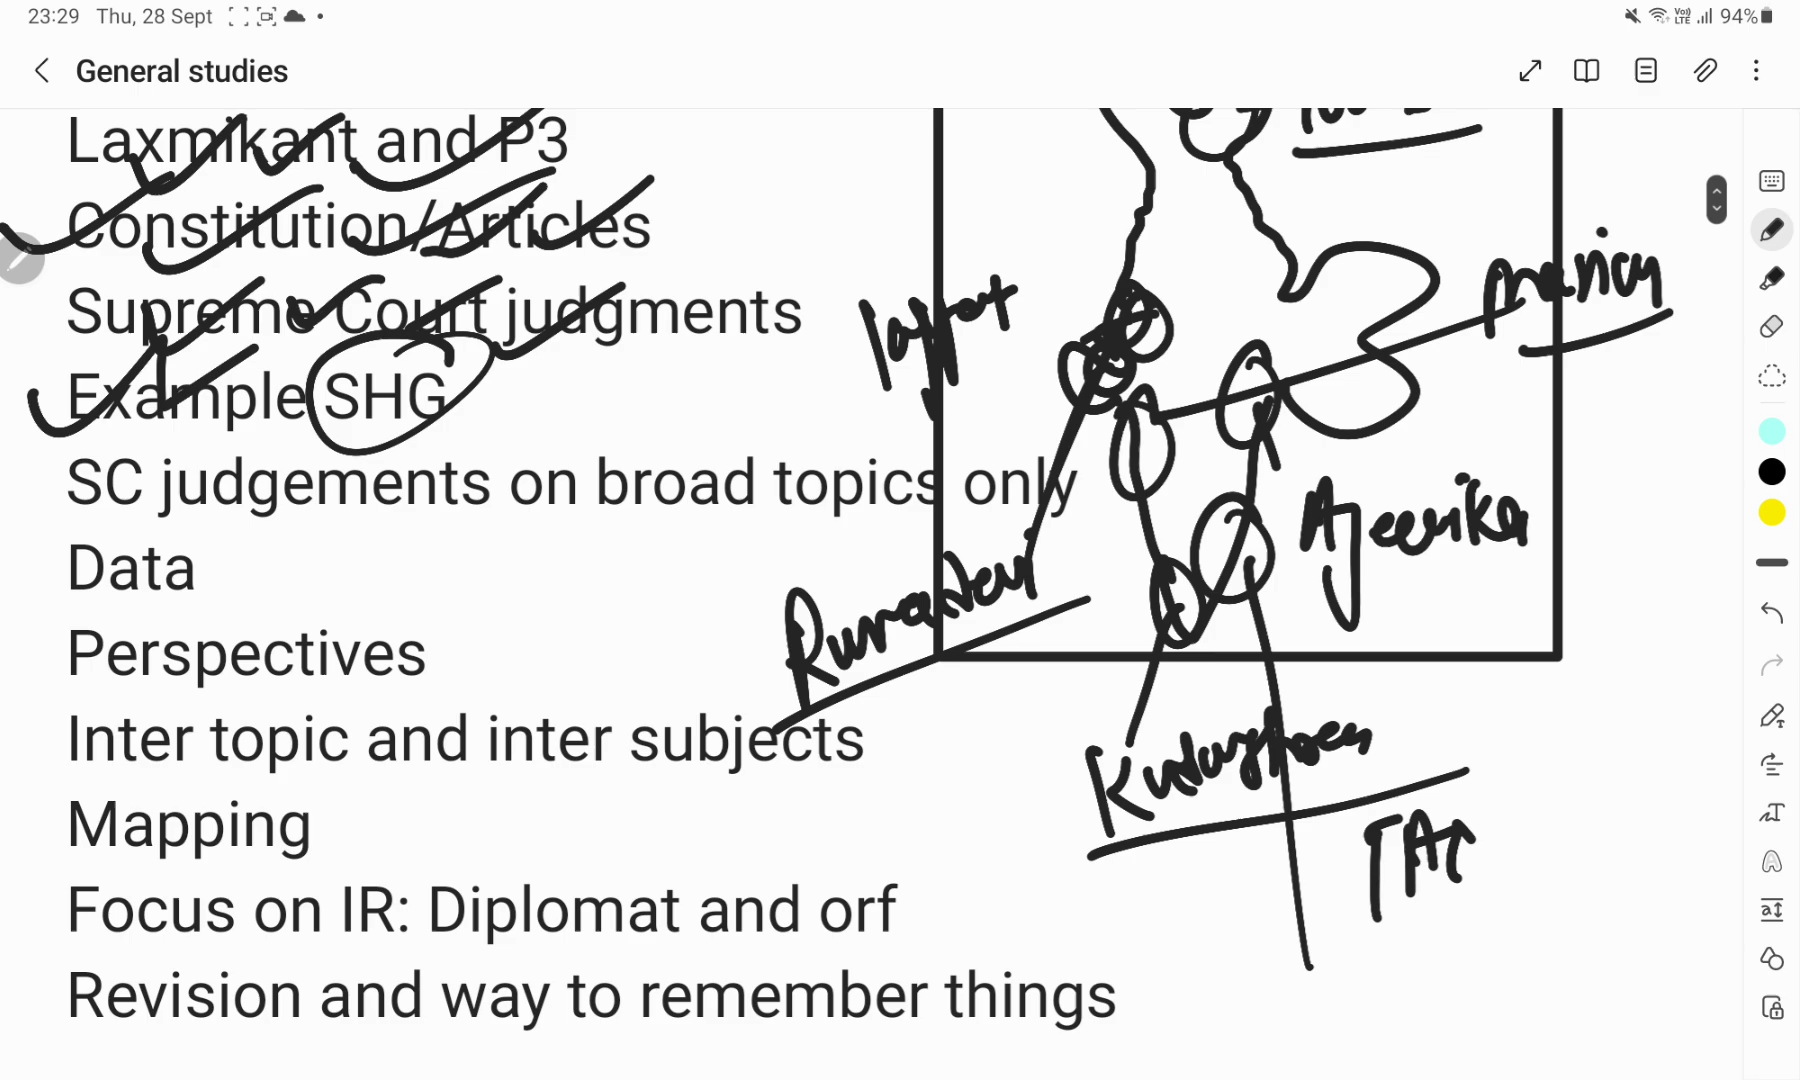 23:29 Thu, 28 Sept
94%
General studies
Laxmikant and P3
Constitution/Articles
Supreme Court judgments
Example SHG
SC judgements on broad topics only
Data
Perspectives
Inter topic and inter subjects
Mapping
Focus on IR: Diplomat and orf
Revision and way to remember things
Ajeevika